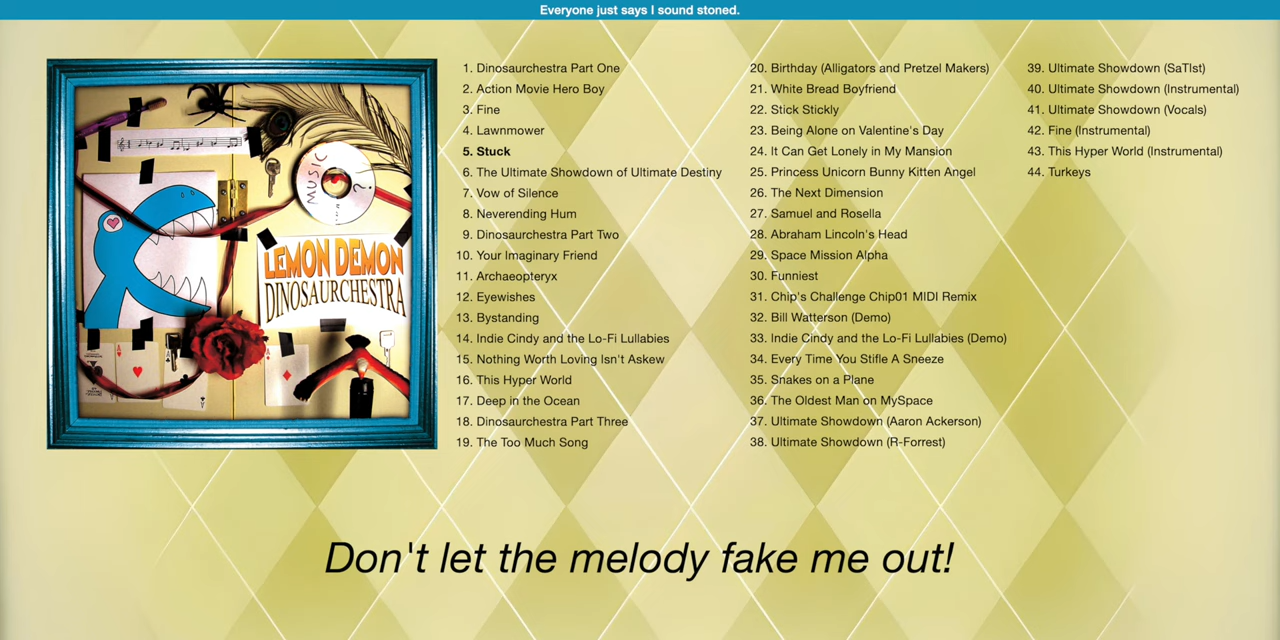 Everyone just says I sound stoned.
MUSIC
LEMON DEMON
DINOSAURCHESTRA
1. Dinosaurchestra Part One
2. Action Movie Hero Boy
3. Fine
4. Lawnmower
5. Stuck
6. The Ultimate Showdown of Ultimate Destiny
7. Vow of Silence
8. Neverending Hum
9. Dinosaurchestra Part Two
10. Your Imaginary Friend
11. Archaeopteryx
12. Eyewishes
13. Bystanding
14. Indie Cindy and the Lo-Fi Lullabies
15. Nothing Worth Loving Isn't Askew
16. This Hyper World
17. Deep in the Ocean
18. Dinosaurchestra Part Three
19. The Too Much Song
20. Birthday (Alligators and Pretzel Makers)
21. White Bread Boyfriend
22. Stick Stickly
23. Being Alone on Valentine's Day
24. It Can Get Lonely in My Mansion
25. Princess Unicorn Bunny Kitten Angel
26. The Next Dimension
27. Samuel and Rosella
28. Abraham Lincoln's Head
29. Space Mission Alpha
30. Funniest
31. Chip's Challenge Chip01 MIDI Remix
32. Bill Watterson (Demo)
33. Indie Cindy and the Lo-Fi Lullabies (Demo)
34. Every Time You Stifle A Sneeze
35. Snakes on a Plane
36. The Oldest Man on MySpace
37. Ultimate Showdown (Aaron Ackerson)
38. Ultimate Showdown (R-Forrest)
39. Ultimate Showdown (SaTIst)
40. Ultimate Showdown (Instrumental)
41. Ultimate Showdown (Vocals)
42. Fine (Instrumental)
43. This Hyper World (Instrumental)
44. Turkeys
Don't let the melody fake me out!